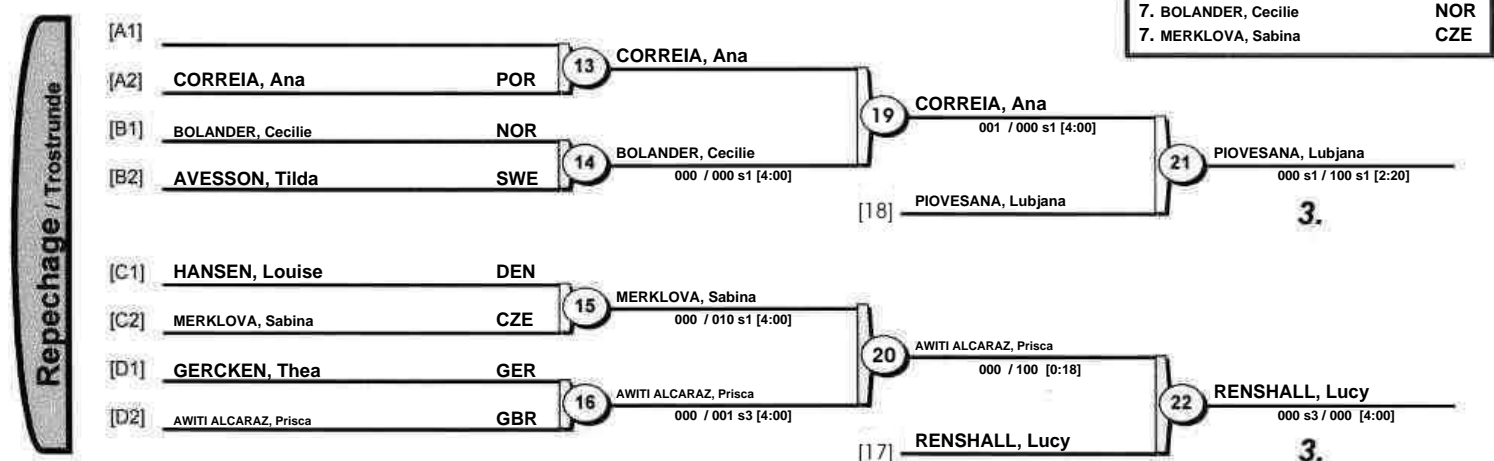 7. BOLANDER, Cecilie NOR
7. MERKLOVA, Sabina CZE
Repechage / Trostrunde
[A1]
13 CORREIA, Ana
[A2] CORREIA, Ana POR
19 CORREIA, Ana
001 / 000 s1 [4:00]
[B1] BOLANDER, Cecilie NOR
14 BOLANDER, Cecilie
000 / 000 s1 [4:00]
[B2] AVESSON, Tilda SWE
21 PIOVESANA, Lubjana
000 s1 / 100 s1 [2:20]
[18] PIOVESANA, Lubjana
3.
[C1] HANSEN, Louise DEN
15 MERKLOVA, Sabina
000 / 010 s1 [4:00]
[C2] MERKLOVA, Sabina CZE
20 AWITI ALCARAZ, Prisca
000 / 100 [0:18]
[D1] GERCKEN, Thea GER
16 AWITI ALCARAZ, Prisca
000 / 001 s3 [4:00]
[D2] AWITI ALCARAZ, Prisca GBR
22 RENSHALL, Lucy
000 s3 / 000 [4:00]
[17] RENSHALL, Lucy
3.